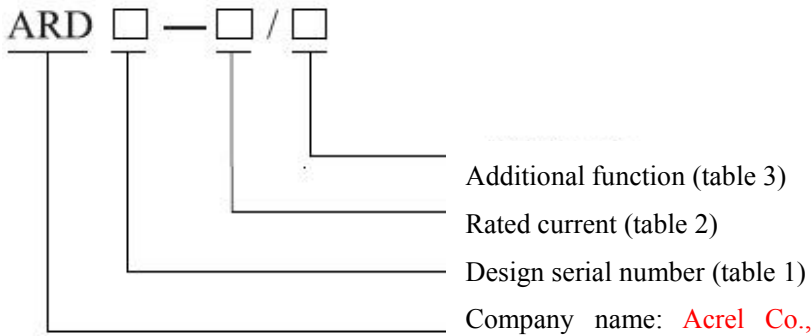 ARD □ — □ / □
Additional function (table 3)
Rated current (table 2)
Design serial number (table 1)
Company name: Acrel Co.,